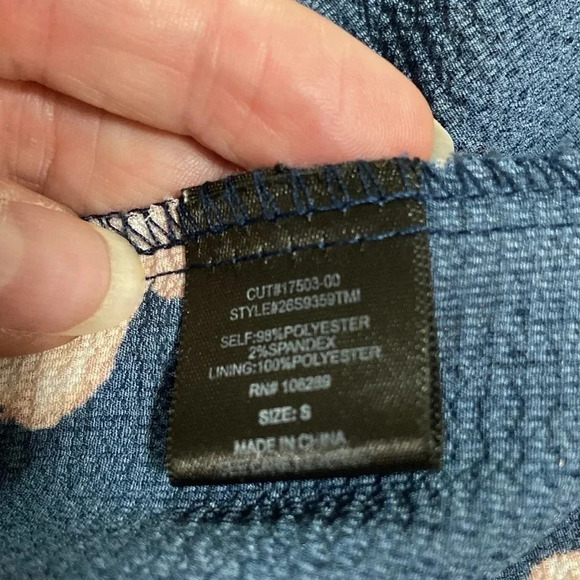 CUT#17503-00
STYLE#26S9359TMI
SELF:98%POLYESTER
2%SPANDEX
LINING:100%POLYESTER
RN# 106289
SIZE: S
MADE IN CHINA